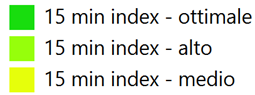 15 min index - ottimale
15 min index - alto
15 min index - medio